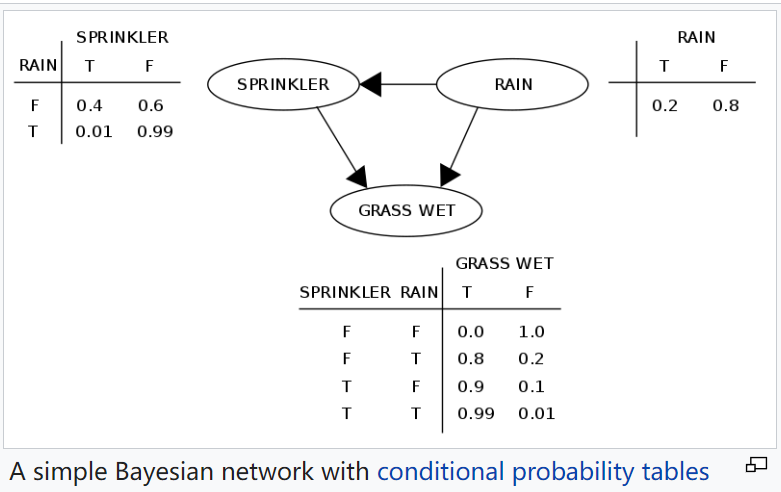 SPRINKLER
RAIN T F
F 0.4 0.6
T 0.01 0.99
SPRINKLER
RAIN
RAIN
T F
0.2 0.8
GRASS WET
GRASS WET
SPRINKLER RAIN T F
F F 0.0 1.0
F T 0.8 0.2
T F 0.9 0.1
T T 0.99 0.01
A simple Bayesian network with conditional probability tables